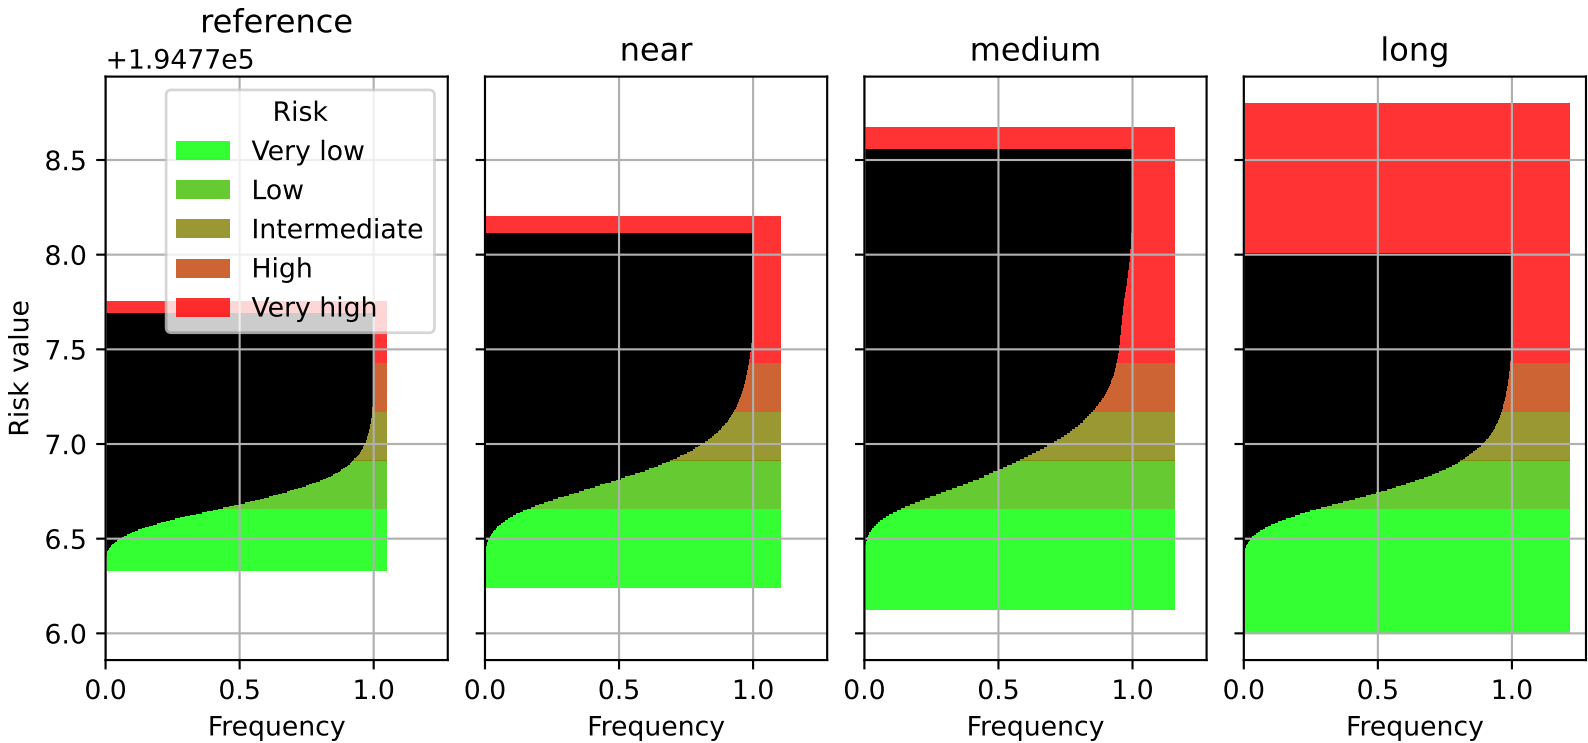 reference
near
medium
long
+1.9477e5
Risk
Very low
Low
Intermediate
High
Very high
Risk value
8.5
8.0
7.5
7.0
6.5
6.0
0.0 0.5 1.0
0.0 0.5 1.0
0.0 0.5 1.0
0.0 0.5 1.0
Frequency
Frequency
Frequency
Frequency